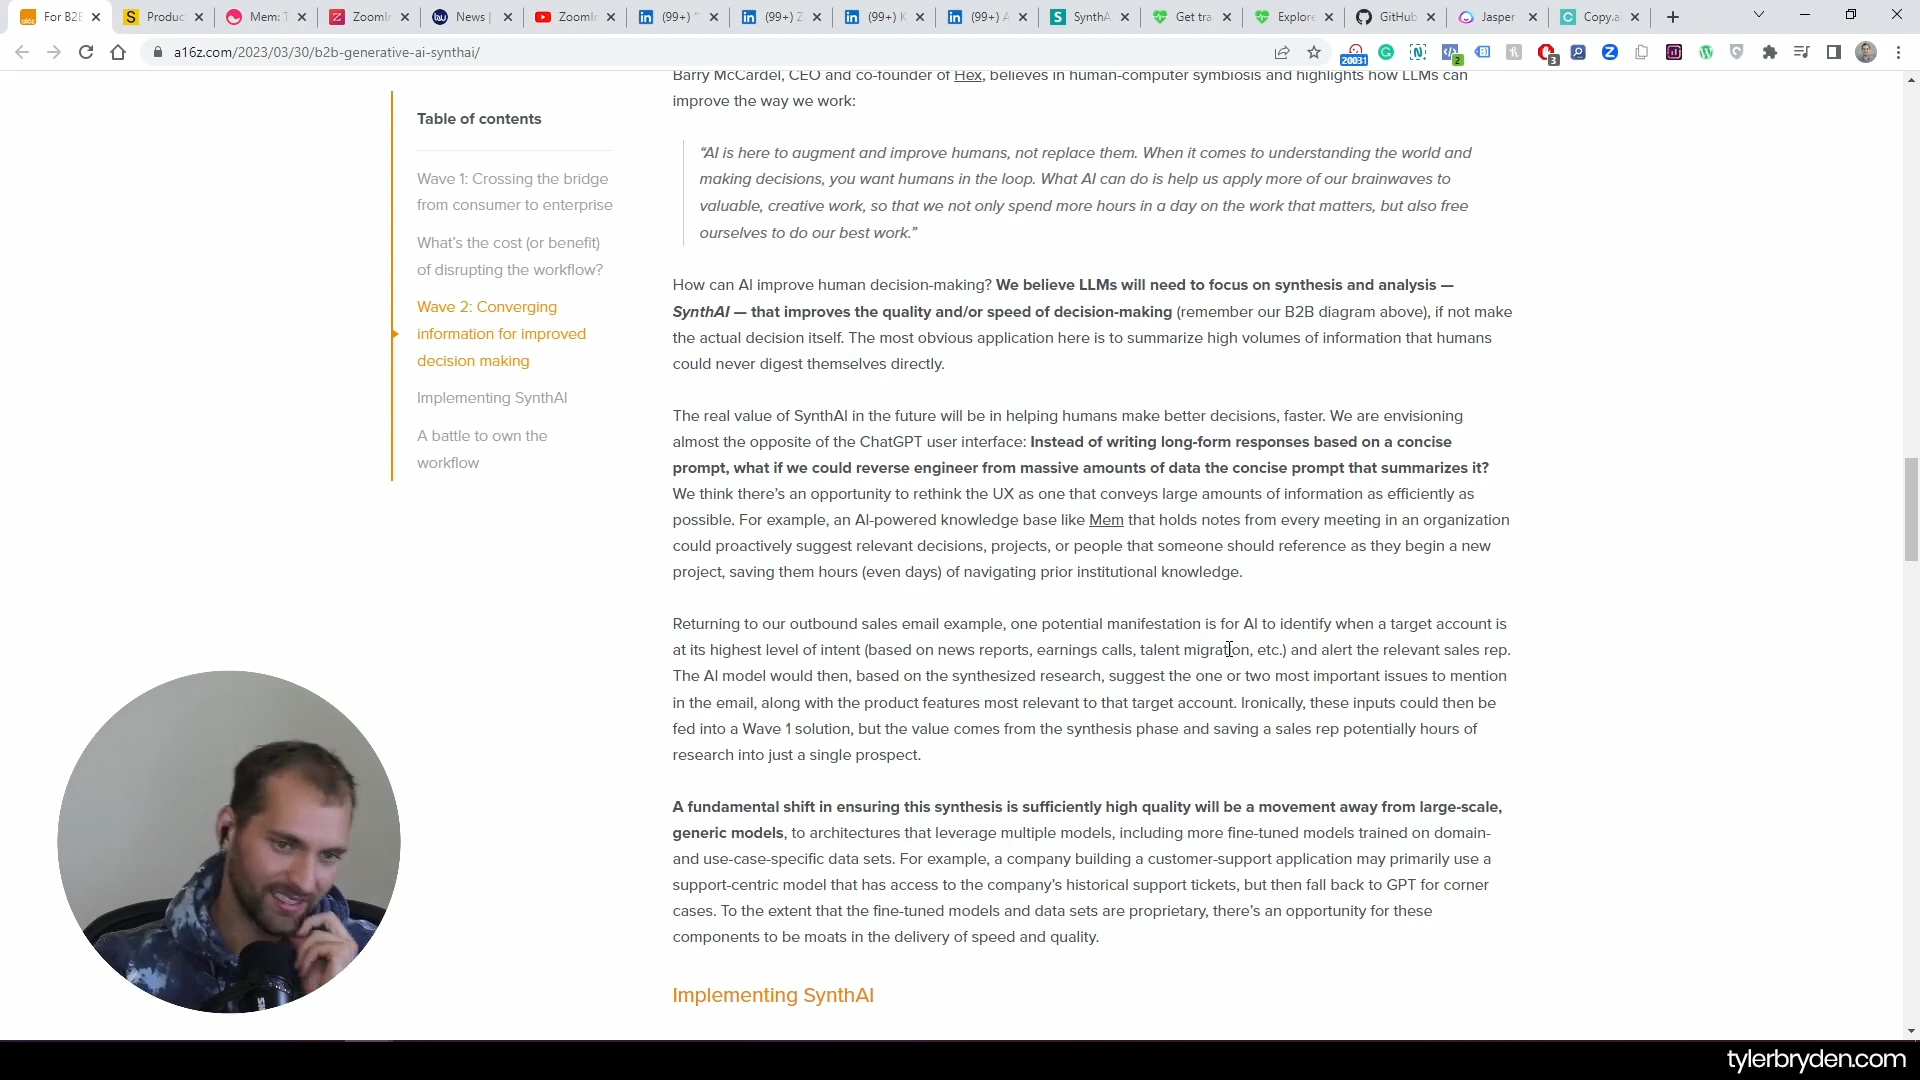 For B2B
Produc
Mem: T
ZoomIn
News |
ZoomIn
(99+) "
(99+) Z
(99+) K
(99+) A
SynthA
Get tra
Explore
GitHub
Jasper
Copy.ai
a16z.com/2023/03/30/b2b-generative-ai-synthai/
20031
2
3
Table of contents
Wave 1: Crossing the bridge
from consumer to enterprise
What's the cost (or benefit)
of disrupting the workflow?
Wave 2: Converging
information for improved
decision making
Implementing SynthAI
A battle to own the
workflow
Barry McCardel, CEO and co-founder of Hex, believes in human-computer symbiosis and highlights how LLMs can
improve the way we work:
“AI is here to augment and improve humans, not replace them. When it comes to understanding the world and
making decisions, you want humans in the loop. What AI can do is help us apply more of our brainwaves to
valuable, creative work, so that we not only spend more hours in a day on the work that matters, but also free
ourselves to do our best work.”
How can AI improve human decision-making? We believe LLMs will need to focus on synthesis and analysis —
SynthAI — that improves the quality and/or speed of decision-making (remember our B2B diagram above), if not make
the actual decision itself. The most obvious application here is to summarize high volumes of information that humans
could never digest themselves directly.
The real value of SynthAI in the future will be in helping humans make better decisions, faster. We are envisioning
almost the opposite of the ChatGPT user interface: Instead of writing long-form responses based on a concise
prompt, what if we could reverse engineer from massive amounts of data the concise prompt that summarizes it?
We think there’s an opportunity to rethink the UX as one that conveys large amounts of information as efficiently as
possible. For example, an AI-powered knowledge base like Mem that holds notes from every meeting in an organization
could proactively suggest relevant decisions, projects, or people that someone should reference as they begin a new
project, saving them hours (even days) of navigating prior institutional knowledge.
Returning to our outbound sales email example, one potential manifestation is for AI to identify when a target account is
at its highest level of intent (based on news reports, earnings calls, talent migration, etc.) and alert the relevant sales rep.
The AI model would then, based on the synthesized research, suggest the one or two most important issues to mention
in the email, along with the product features most relevant to that target account. Ironically, these inputs could then be
fed into a Wave 1 solution, but the value comes from the synthesis phase and saving a sales rep potentially hours of
research into just a single prospect.
A fundamental shift in ensuring this synthesis is sufficiently high quality will be a movement away from large-scale,
generic models, to architectures that leverage multiple models, including more fine-tuned models trained on domain-
and use-case-specific data sets. For example, a company building a customer-support application may primarily use a
support-centric model that has access to the company’s historical support tickets, but then fall back to GPT for corner
cases. To the extent that the fine-tuned models and data sets are proprietary, there’s an opportunity for these
components to be moats in the delivery of speed and quality.
Implementing SynthAI
tylerbryden.com